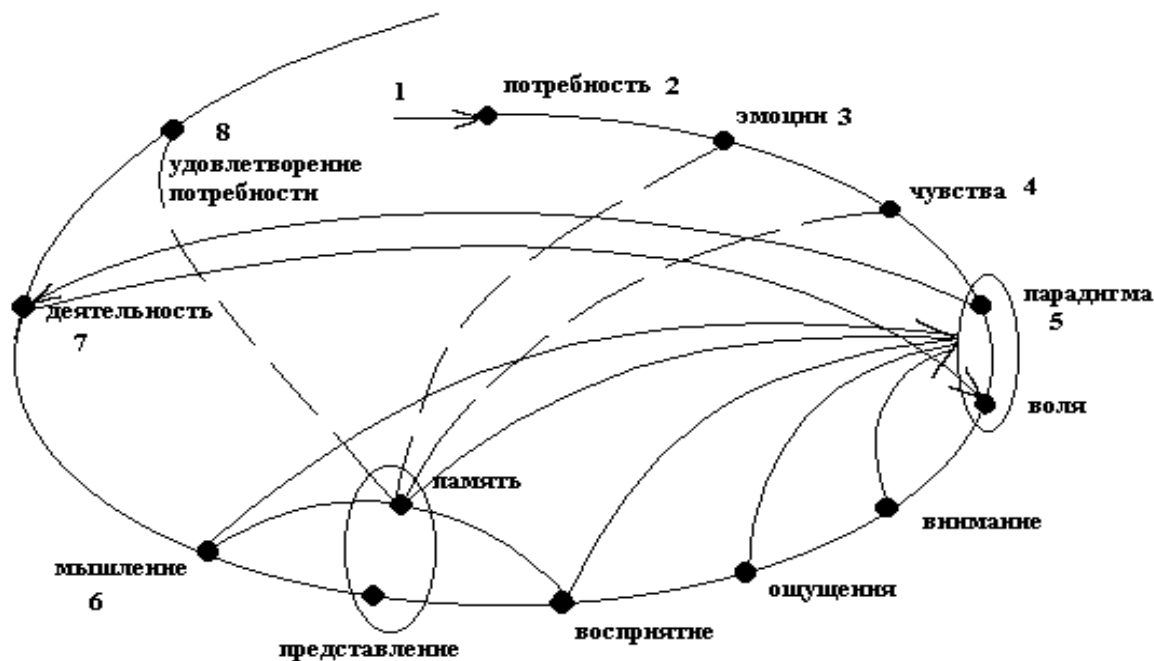 1
потребность 2
эмоции 3
8
удовлетворение
потребности
чувства 4
парадигма
5
деятельность
7
воля
память
внимание
мышление
6
ощущения
восприятие
представление